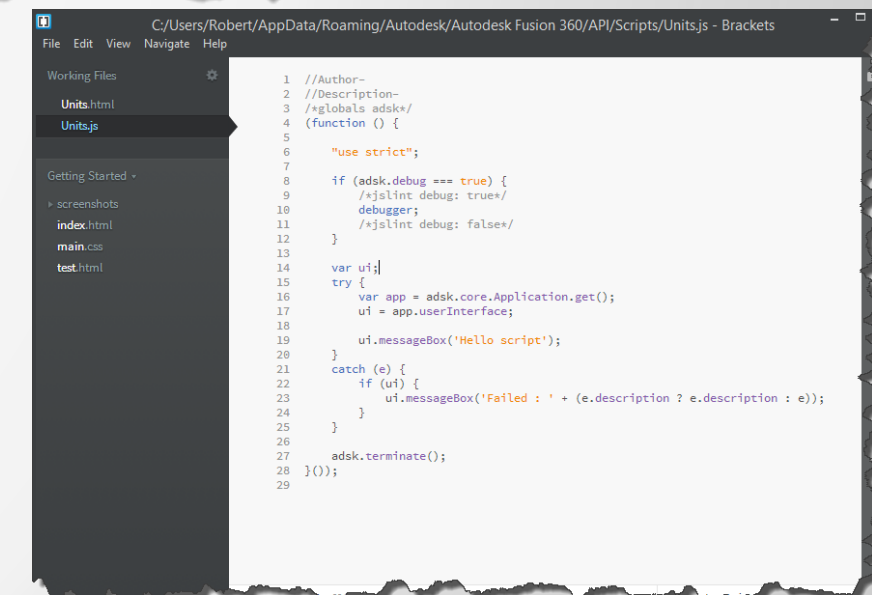 C:/Users/Robert/AppData/Roaming/Autodesk/Autodesk Fusion 360/API/Scripts/Units.js - Brackets
File Edit View Navigate Help
Working Files
Units.html
Units.js
Getting Started
screenshots
index.html
main.css
test.html
1 //Author-
2 //Description-
3 /*globals adsk*/
4 (function () {
5
6 "use strict";
7
8 if (adsk.debug === true) {
9 /*jslint debug: true*/
10 debugger;
11 /*jslint debug: false*/
12 }
13
14 var ui;
15 try {
16 var app = adsk.core.Application.get();
17 ui = app.userInterface;
18
19 ui.messageBox('Hello script');
20 }
21 catch (e) {
22 if (ui) {
23 ui.messageBox('Failed : ' + (e.description ? e.description : e));
24 }
25 }
26
27 adsk.terminate();
28 }());
29